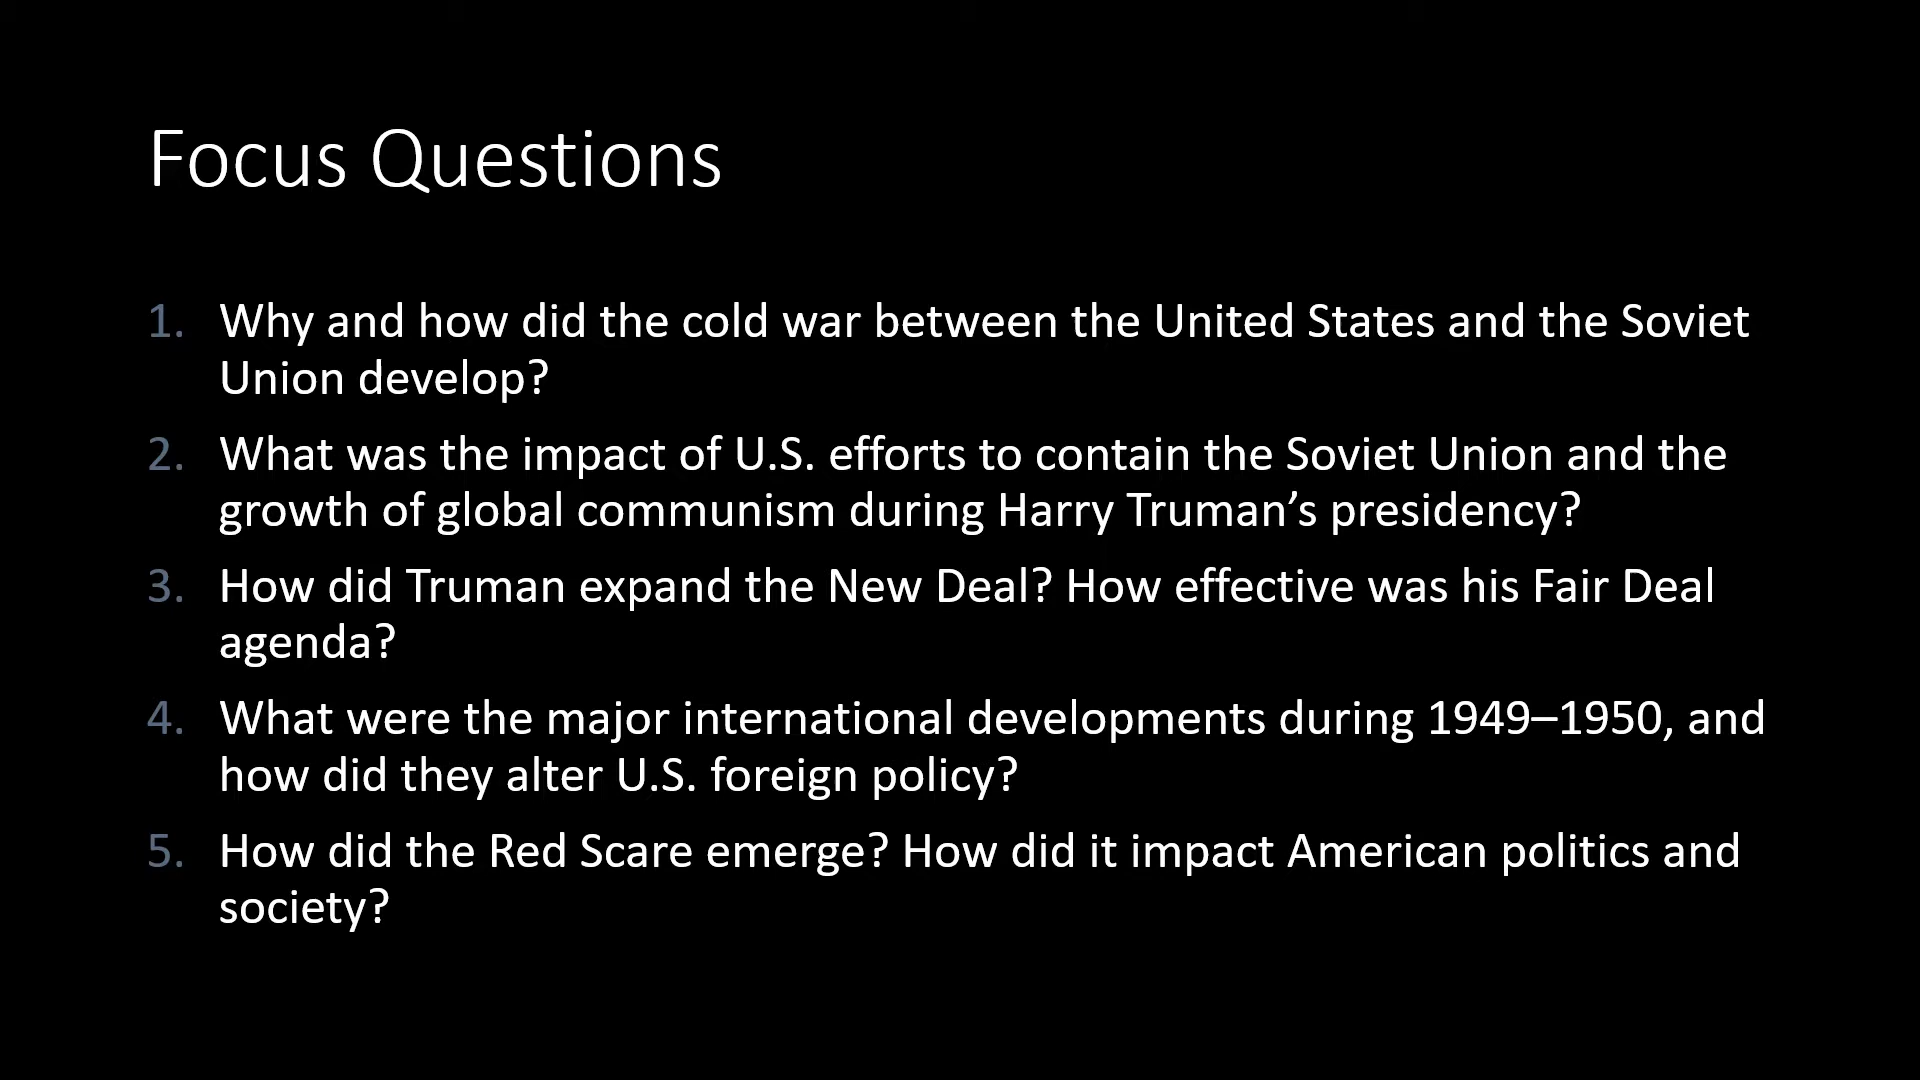 Focus Questions
1. Why and how did the cold war between the United States and the Soviet
Union develop?
2. What was the impact of U.S. efforts to contain the Soviet Union and the
growth of global communism during Harry Truman’s presidency?
3. How did Truman expand the New Deal? How effective was his Fair Deal
agenda?
4. What were the major international developments during 1949–1950, and
how did they alter U.S. foreign policy?
5. How did the Red Scare emerge? How did it impact American politics and
society?